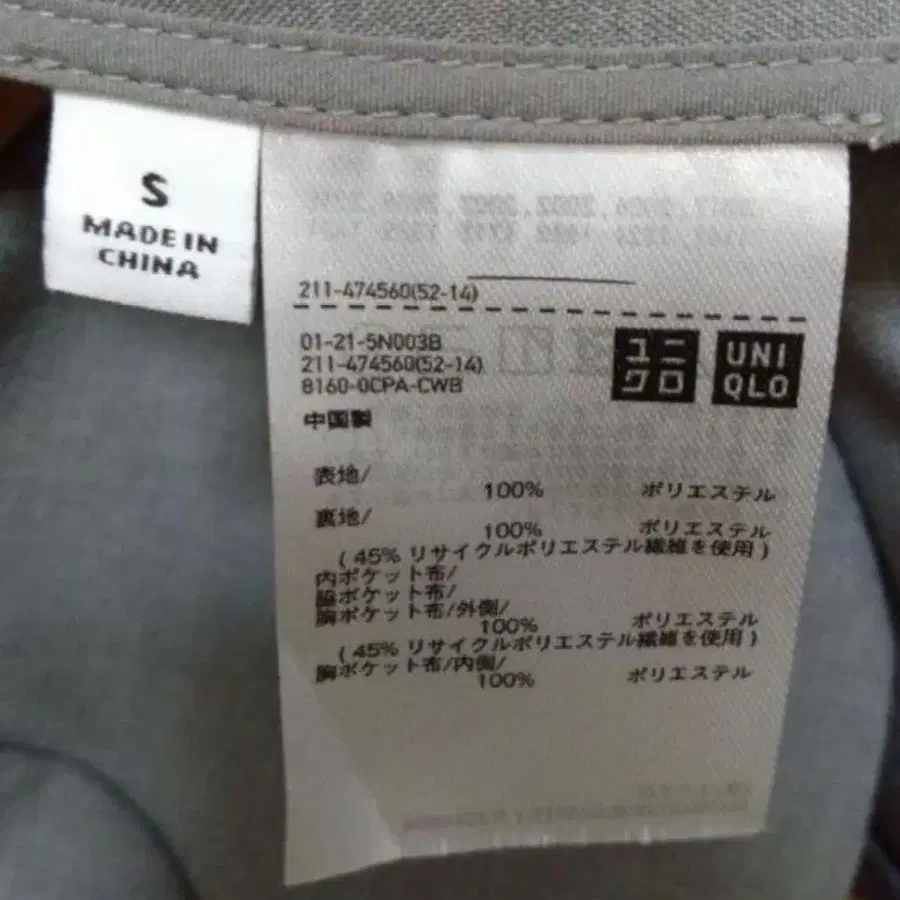 S
MADE IN
CHINA
211-474560(52-14)
01-21-5N003B
211-474560(52-14)
8160-0CPA-CWB
ユニ
クロ
UNI
QLO
中国製
表地/
100% ポリエステル
裏地/
100% ポリエステル
( 45% リサイクルポリエステル繊維を使用 )
内ポケット布/
脇ポケット布/
胸ポケット布/外側/
100% ポリエステル
( 45% リサイクルポリエステル繊維を使用 )
胸ポケット布/内側/
100% ポリエステル